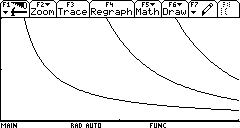 F1 F2 Zoom F3 Trace F4 Regraph F5 Math F6 Draw F7
MAIN RAD AUTO FUNC